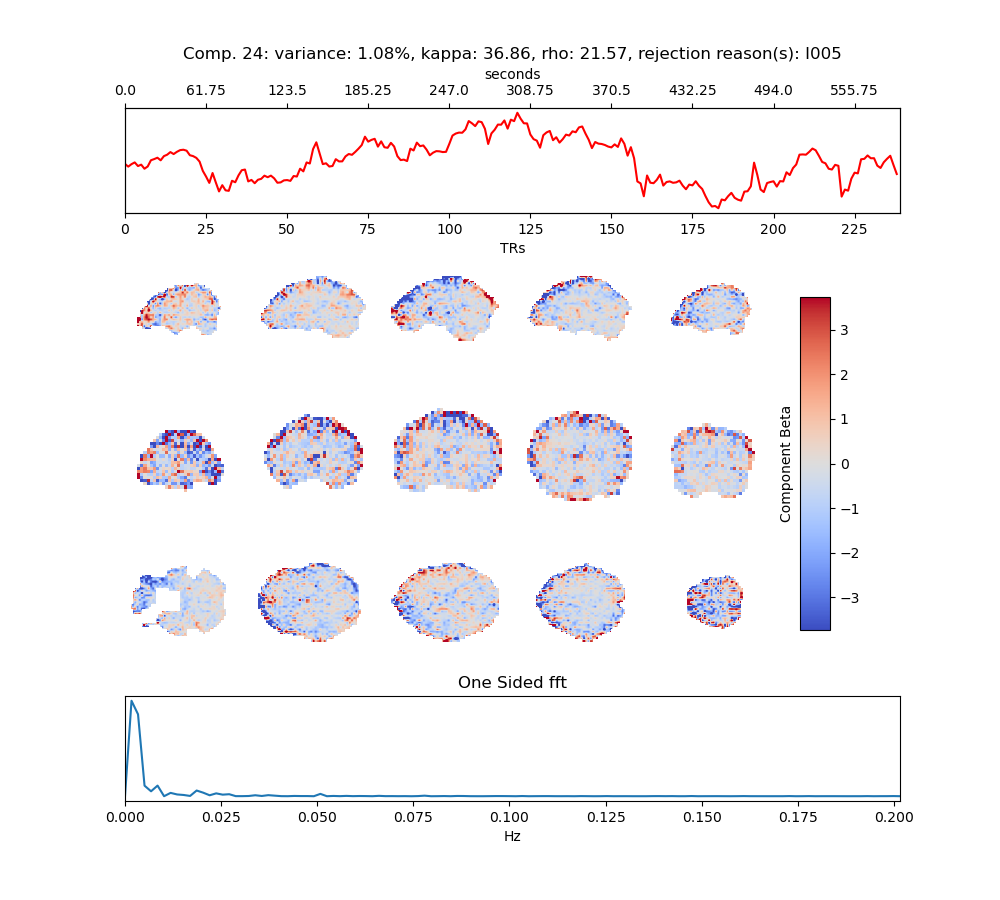 Comp. 24: variance: 1.08%, kappa: 36.86, rho: 21.57, rejection reason(s): I005
seconds
0.0 61.75 123.5 185.25 247.0 308.75 370.5 432.25 494.0 555.75
0 25 50 75 100 125 150 175 200 225
TRs
3
2
1
0
−1
−2
−3
Component Beta
One Sided fft
0.000 0.025 0.050 0.075 0.100 0.125 0.150 0.175 0.200
Hz